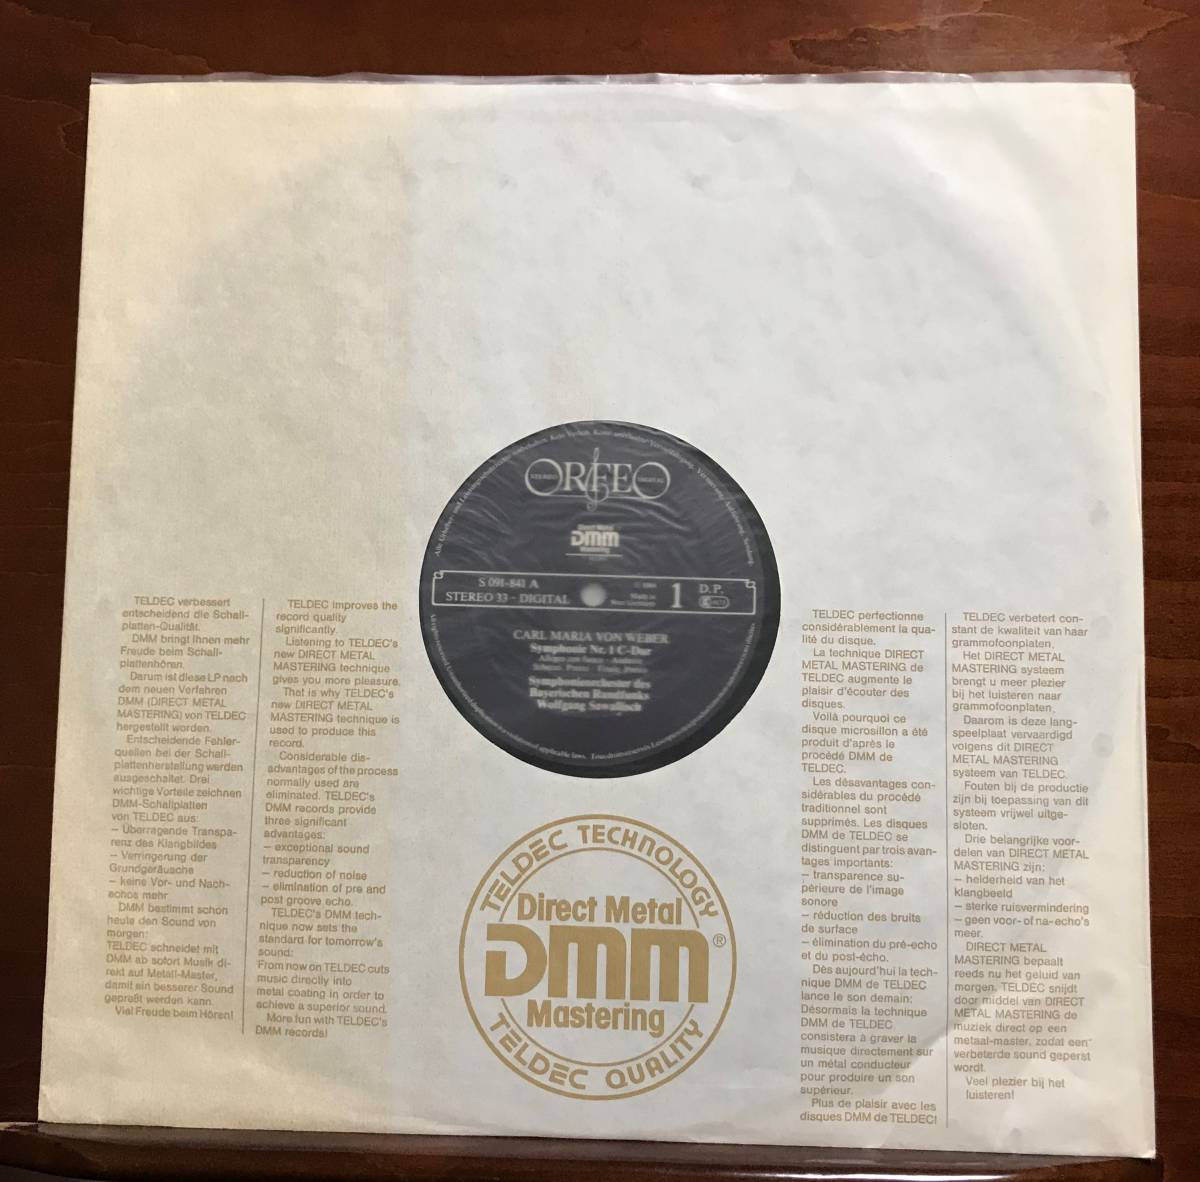 ORFEO
STEREO
DIGITAL
Direct Metal
DMM
Mastering
S 091-841 A
STEREO 33 - DIGITAL
Made in
West Germany
1
D.P.
CARL MARIA VON WEBER
Symphonie Nr. 1 C-Dur
Symphonieorchester des
Bayerischen Rundfunks
Wolfgang Sawallisch
TELDEC verbessert
entscheidend die Schall-
platten-Qualität.
DMM bringt Ihnen mehr
Freude beim Schall-
plattenhören.
Darum ist diese LP nach
dem neuen Verfahren
DMM (DIRECT METAL
MASTERING) von TELDEC
hergestellt worden.
Entscheidende Fehler-
quellen bei der Schall-
plattenherstellung werden
ausgeschaltet. Drei
wichtige Vorteile zeichnen
DMM-Schallplatten
von TELDEC aus:
– Überragende Transpa-
renz des Klangbildes
– Verringerung der
Grundgeräusche
– keine Vor- und Nach-
echos mehr
DMM bestimmt schon
heute den Sound von
morgen:
TELDEC schneidet mit
DMM ab sofort Musik di-
rekt auf Metall-Master,
damit ein besserer Sound
gepreßt werden kann.
Viel Freude beim Hören!
TELDEC improves the
record quality
significantly.
Listening to TELDEC's
new DIRECT METAL
MASTERING technique
gives you more pleasure.
That is why TELDEC's
new DIRECT METAL
MASTERING technique is
used to produce this
record.
Considerable dis-
advantages of the process
normally used are
eliminated. TELDEC's
DMM records provide
three significant
advantages:
– exceptional sound
transparency
– reduction of noise
– elimination of pre and
post groove echo.
TELDEC's DMM tech-
nique now sets the
standard for tomorrow's
sound:
From now on TELDEC cuts
music directly into
metal coating in order to
achieve a superior sound.
More fun with TELDEC's
DMM records!
TELDEC TECHNOLOGY
Direct Metal
DMM®
Mastering
TELDEC QUALITY
TELDEC perfectionne
considérablement la qua-
lité du disque.
La technique DIRECT
METAL MASTERING de
TELDEC augmente le
plaisir d'écouter des
disques.
Voilà pourquoi ce
disque microsillon a été
produit d'après le
procédé DMM de
TELDEC.
Les désavantages con-
sidérables du procédé
traditionnel sont
supprimés. Les disques
DMM de TELDEC se
distinguent par trois avan-
tages importants:
– transparence su-
périeure de l'image
sonore
– réduction des bruits
de surface
– élimination du pré-echo
et du post-écho.
Dès aujourd'hui la tech-
nique DMM de TELDEC
lance le son demain:
Désormais la technique
DMM de TELDEC
consistera à graver la
musique directement sur
un métal conducteur
pour produire un son
supérieur.
Plus de plaisir avec les
disques DMM de TELDEC!
TELDEC verbetert con-
stant de kwaliteit van haar
grammofoonplaten.
Het DIRECT METAL
MASTERING systeem
brengt u meer plezier
bij het luisteren naar
grammofoonplaten.
Daarom is deze lang-
speelplaat vervaardigd
volgens dit DIRECT
METAL MASTERING
systeem van TELDEC.
Fouten bij de productie
zijn bij toepassing van dit
systeem vrijwel uitge-
sloten.
Drie belangrijke voor-
delen van DIRECT METAL
MASTERING zijn:
– helderheid van het
klangbeeld
– sterke ruisvermindering
– geen voor- of na-echo's
meer.
DIRECT METAL
MASTERING bepaalt
reeds nu het geluid van
morgen. TELDEC snijdt
door middel van DIRECT
METAL MASTERING de
muziek direct op een
metaal-master, zodat een
verbeterde sound geperst
wordt.
Veel plezier bij het
luisteren!